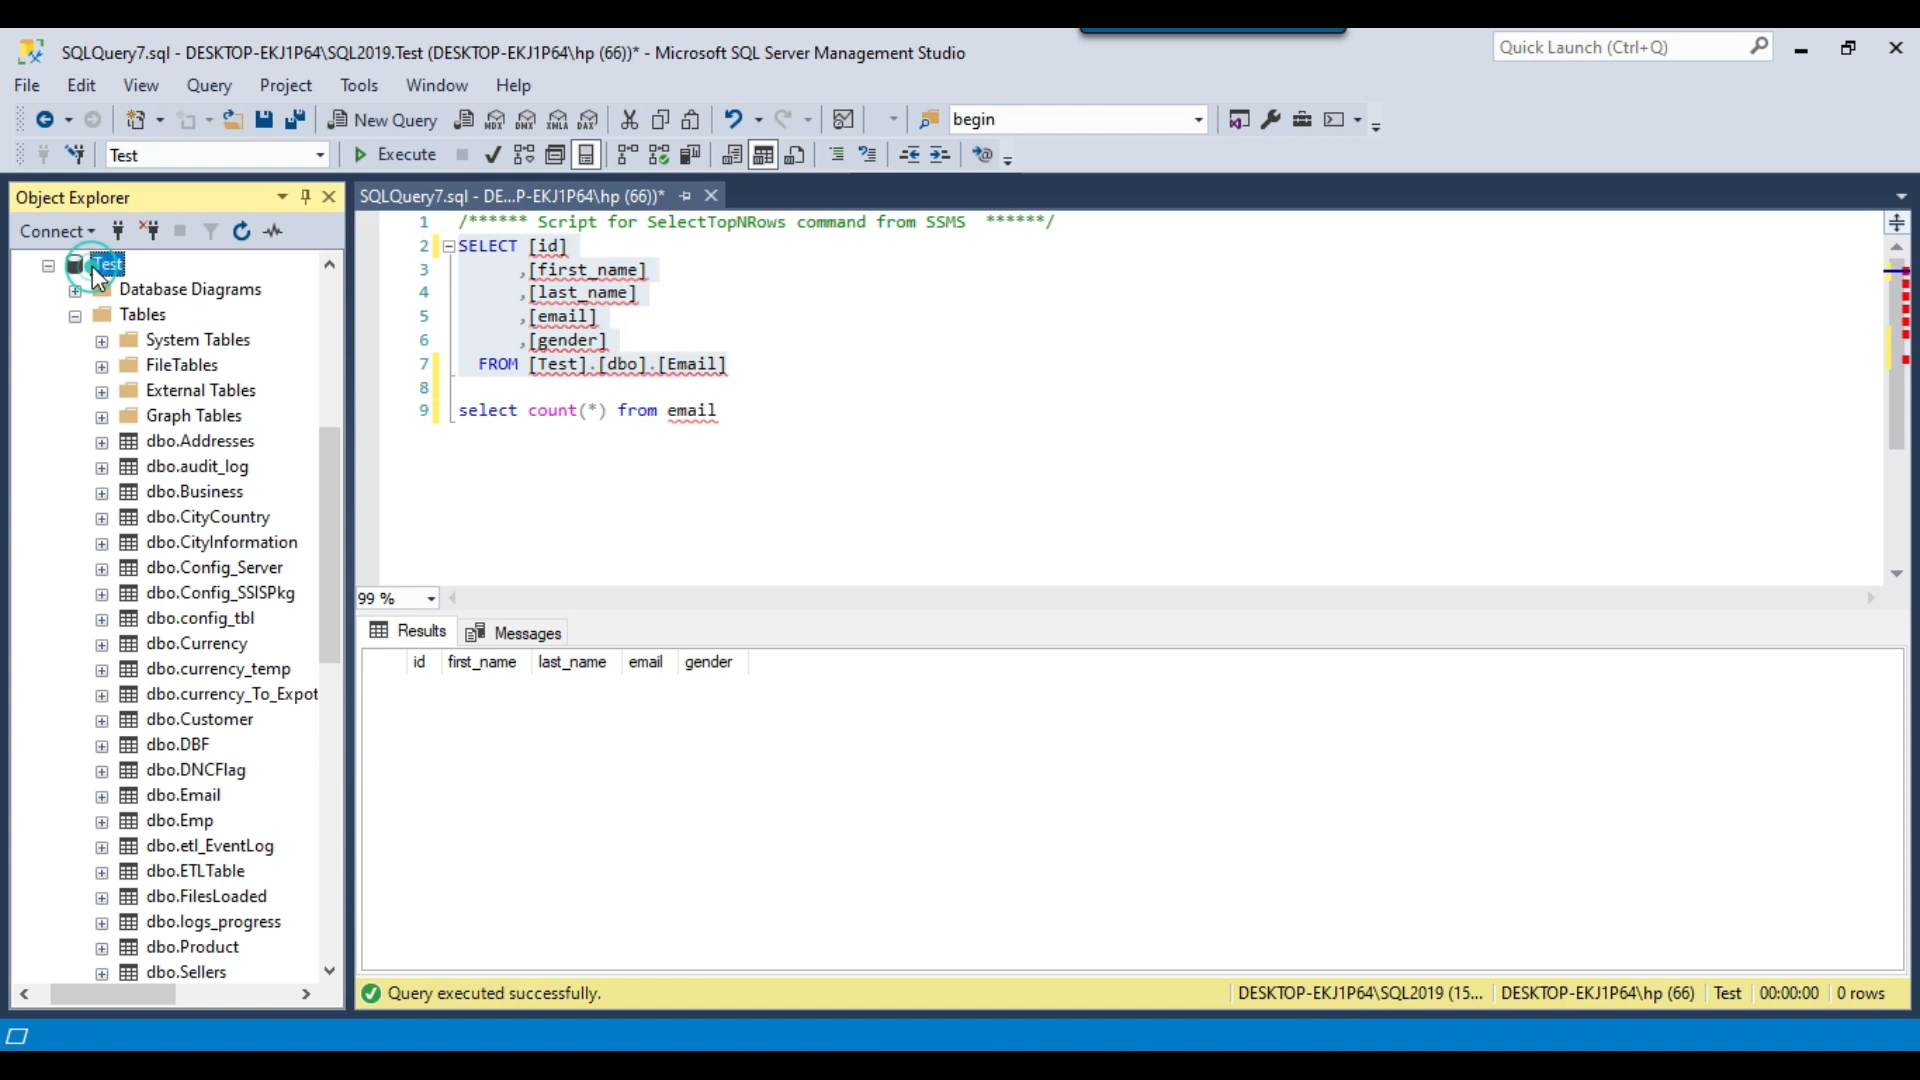 SQLQuery7.sql - DESKTOP-EKJ1P64\SQL2019.Test (DESKTOP-EKJ1P64\hp (66))* - Microsoft SQL Server Management Studio
Quick Launch (Ctrl+Q)
File Edit View Query Project Tools Window Help
New Query MDX DMX XMLA DAX begin
Test Execute
Object Explorer
SQLQuery7.sql - DE...P-EKJ1P64\hp (66))*
Connect
Test
Database Diagrams
Tables
System Tables
FileTables
External Tables
Graph Tables
dbo.Addresses
dbo.audit_log
dbo.Business
dbo.CityCountry
dbo.CityInformation
dbo.Config_Server
dbo.Config_SSISPkg
dbo.config_tbl
dbo.Currency
dbo.currency_temp
dbo.currency_To_Expot
dbo.Customer
dbo.DBF
dbo.DNCFlag
dbo.Email
dbo.Emp
dbo.etl_EventLog
dbo.ETLTable
dbo.FilesLoaded
dbo.logs_progress
dbo.Product
dbo.Sellers
1 /****** Script for SelectTopNRows command from SSMS ******/
2 SELECT [id]
3 ,[first_name]
4 ,[last_name]
5 ,[email]
6 ,[gender]
7 FROM [Test].[dbo].[Email]
8
9 select count(*) from email
99 %
Results Messages
id first_name last_name email gender
Query executed successfully. DESKTOP-EKJ1P64\SQL2019 (15... DESKTOP-EKJ1P64\hp (66) Test 00:00:00 0 rows